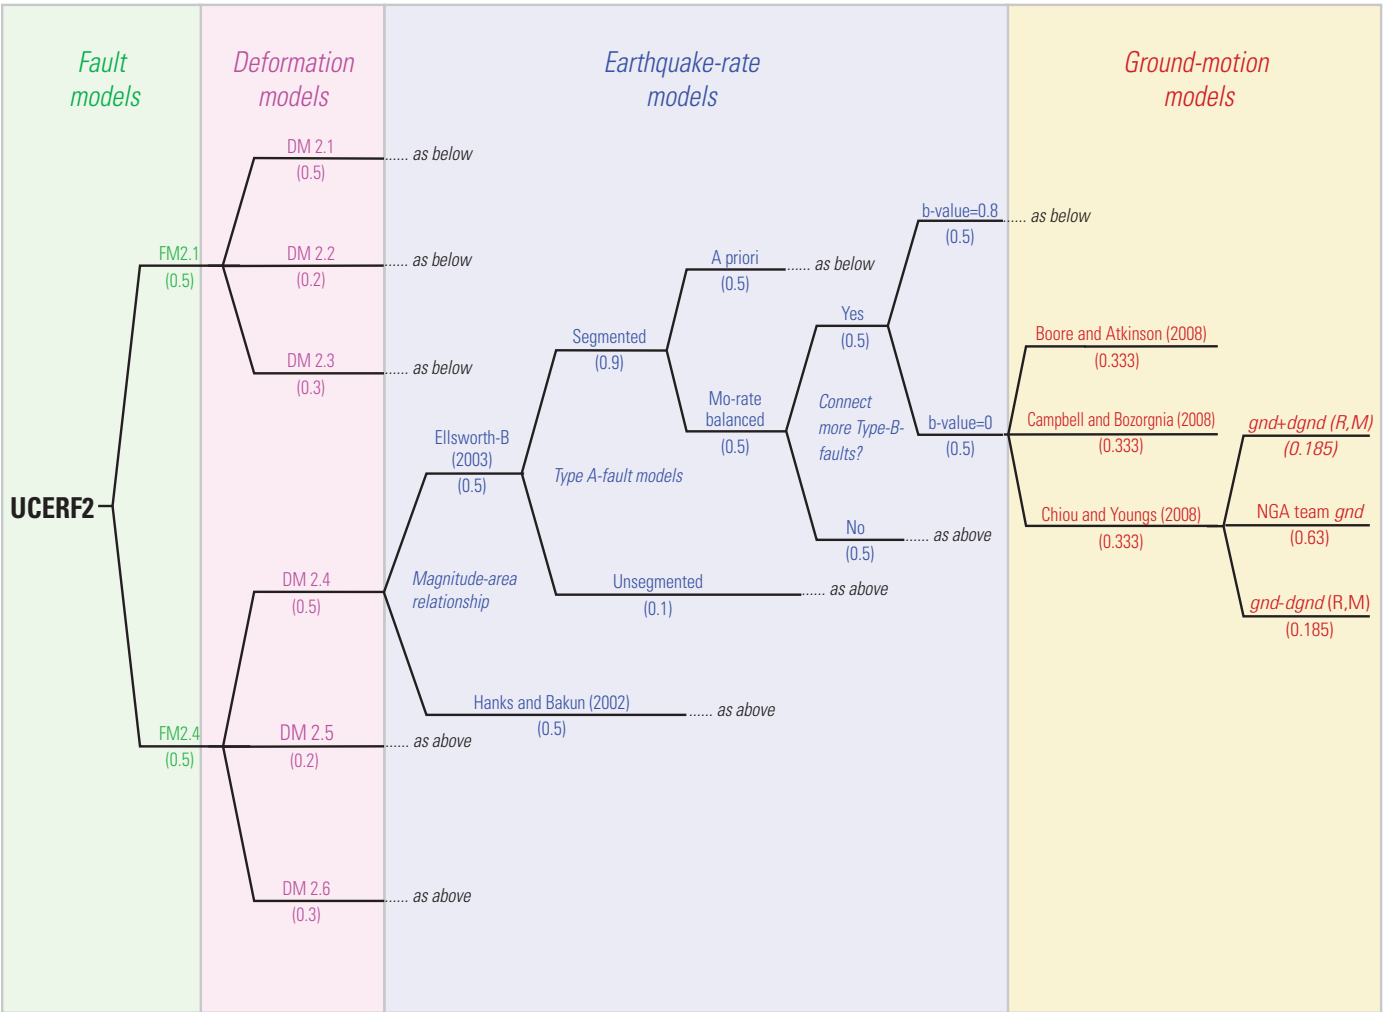 Fault
models
Deformation
models
Earthquake-rate
models
Ground-motion
models
UCERF2
FM2.1
(0.5)
FM2.4
(0.5)
DM 2.1
(0.5)
...... as below
DM 2.2
(0.2)
...... as below
DM 2.3
(0.3)
...... as below
DM 2.4
(0.5)
DM 2.5
(0.2)
...... as above
DM 2.6
(0.3)
...... as above
Magnitude-area
relationship
Ellsworth-B
(2003)
(0.5)
Hanks and Bakun (2002)
(0.5)
...... as above
Type A-fault models
Segmented
(0.9)
Unsegmented
(0.1)
...... as above
A priori
(0.5)
...... as below
Mo-rate
balanced
(0.5)
Yes
(0.5)
Connect
more Type-B-
faults?
No
(0.5)
...... as above
b-value=0.8
(0.5)
...... as below
b-value=0
(0.5)
Boore and Atkinson (2008)
(0.333)
Campbell and Bozorgnia (2008)
(0.333)
Chiou and Youngs (2008)
(0.333)
gnd+dgnd (R,M)
(0.185)
NGA team gnd
(0.63)
gnd-dgnd (R,M)
(0.185)